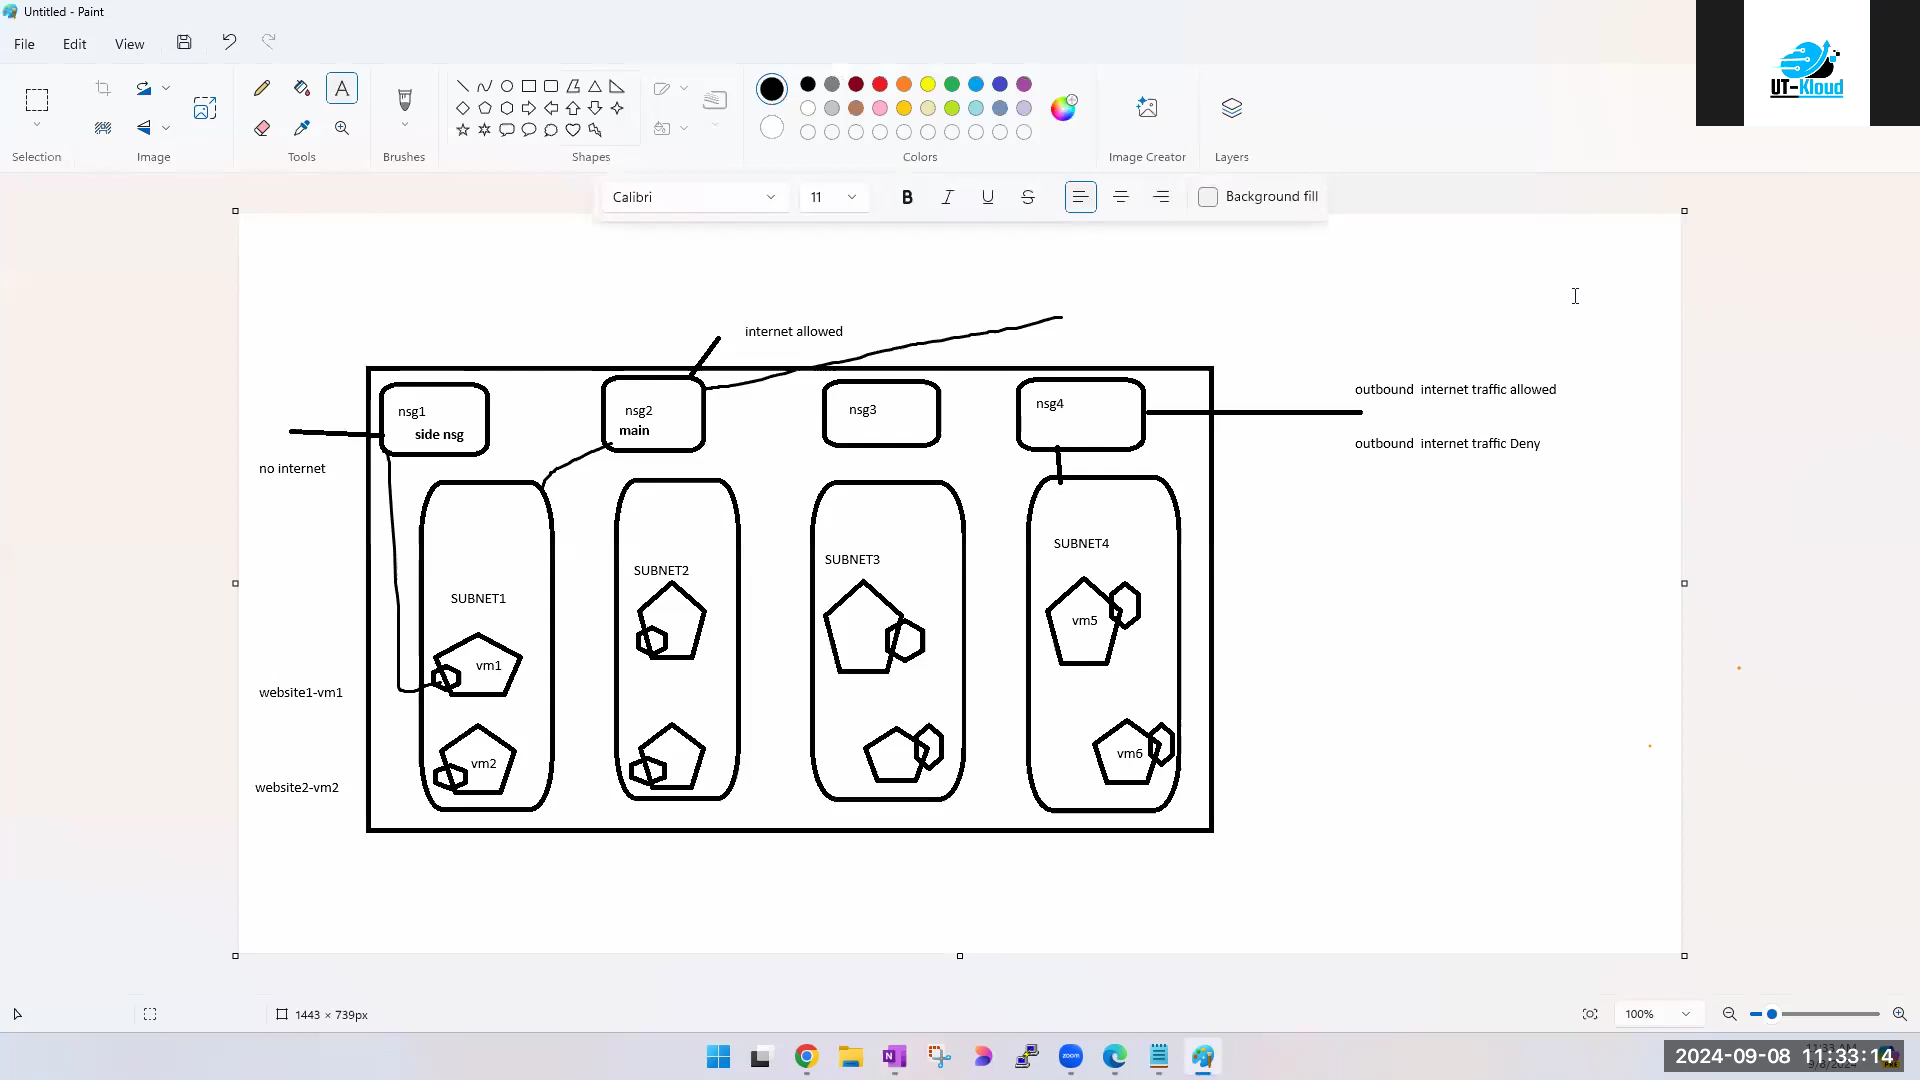 Untitled - Paint
File
Edit
View
Selection
Image
Tools
Brushes
Shapes
Colors
Image Creator
Layers
UT-Kloud
Calibri
11
B
Background fill
internet allowed
nsg1
side nsg
nsg2
main
nsg3
nsg4
outbound  internet traffic allowed
outbound  internet traffic Deny
no internet
SUBNET1
SUBNET2
SUBNET3
SUBNET4
vm1
vm5
website1-vm1
vm2
vm6
website2-vm2
1443 × 739px
100%
zoom
2024-09-08 11:33:14